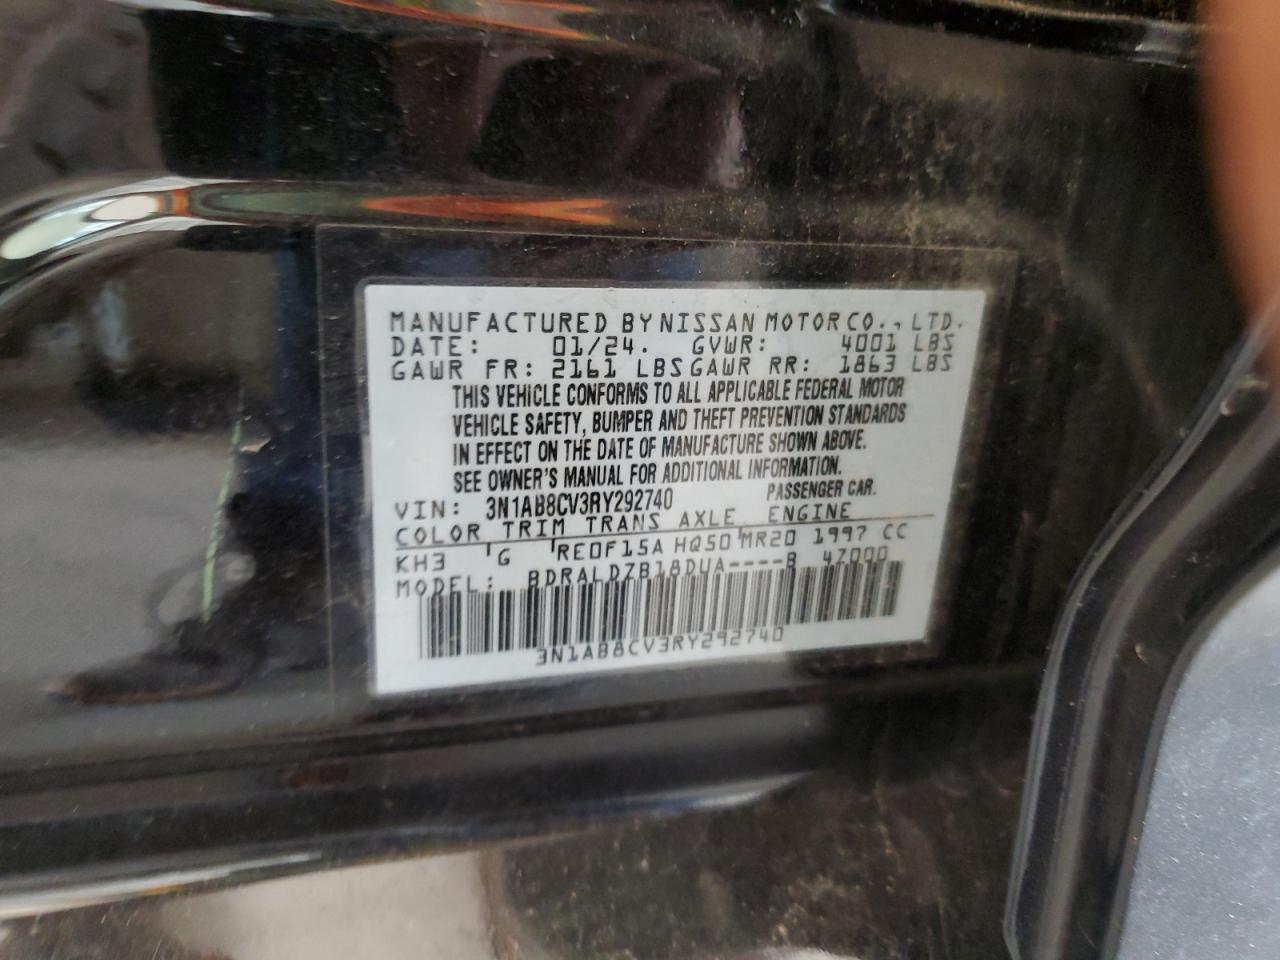 MANUFACTURED BY NISSAN MOTOR CO., LTD.
DATE: 01/24. GVWR: 4001 LBS
GAWR FR: 2161 LBS GAWR RR: 1863 LBS
THIS VEHICLE CONFORMS TO ALL APPLICABLE FEDERAL MOTOR
VEHICLE SAFETY, BUMPER AND THEFT PREVENTION STANDARDS
IN EFFECT ON THE DATE OF MANUFACTURE SHOWN ABOVE.
SEE OWNER'S MANUAL FOR ADDITIONAL INFORMATION.
VIN: 3N1AB8CV3RY292740 PASSENGER CAR.
COLOR TRIM TRANS AXLE ENGINE
KH3 G RE0F15A HQ50 MR20 1997 CC
MODEL: BDRALDZB18DUA----B 47000
3N1AB8CV3RY292740